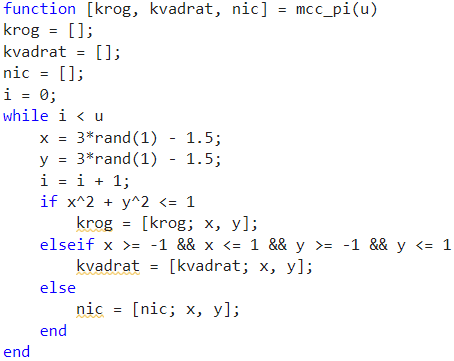 function [krog, kvadrat, nic] = mcc_pi(u)
krog = [];
kvadrat = [];
nic = [];
i = 0;
while i < u
    x = 3*rand(1) - 1.5;
    y = 3*rand(1) - 1.5;
    i = i + 1;
    if x^2 + y^2 <= 1
        krog = [krog; x, y];
    elseif x >= -1 && x <= 1 && y >= -1 && y <= 1
        kvadrat = [kvadrat; x, y];
    else
        nic = [nic; x, y];
    end
end